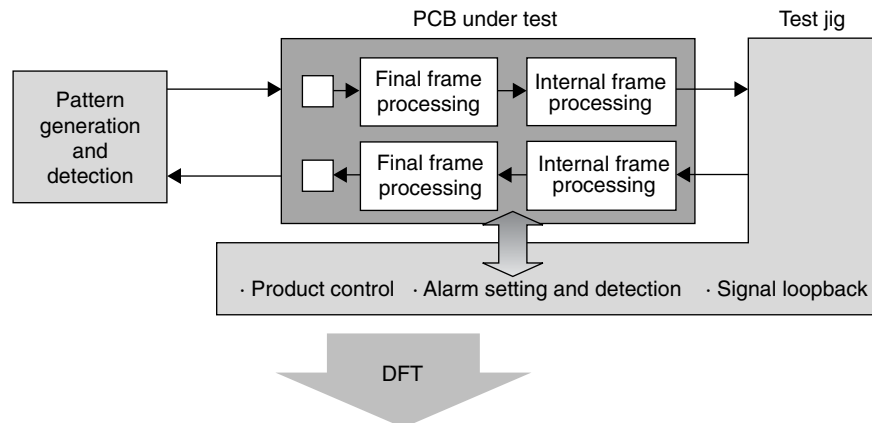 PCB under test
Test jig
Pattern
generation
and
detection
Final frame
processing
Internal frame
processing
Final frame
processing
Internal frame
processing
· Product control · Alarm setting and detection · Signal loopback
DFT